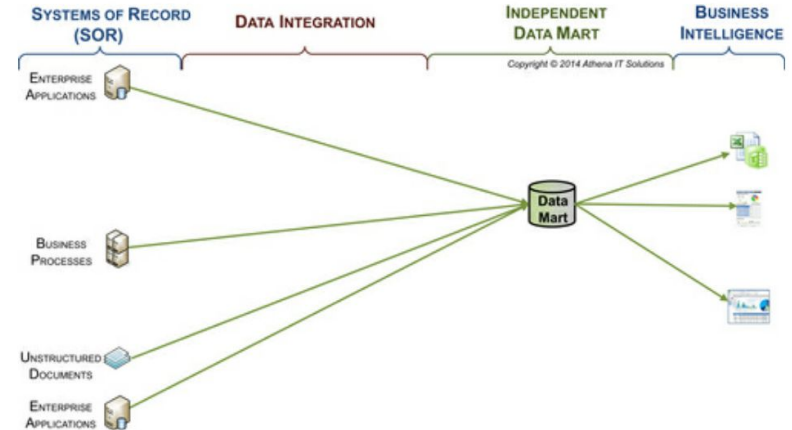 SYSTEMS OF RECORD
(SOR)
DATA INTEGRATION
INDEPENDENT
DATA MART
BUSINESS
INTELLIGENCE
Copyright © 2014 Athena IT Solutions
ENTERPRISE
APPLICATIONS
Data
Mart
BUSINESS
PROCESSES
UNSTRUCTURED
DOCUMENTS
ENTERPRISE
APPLICATIONS